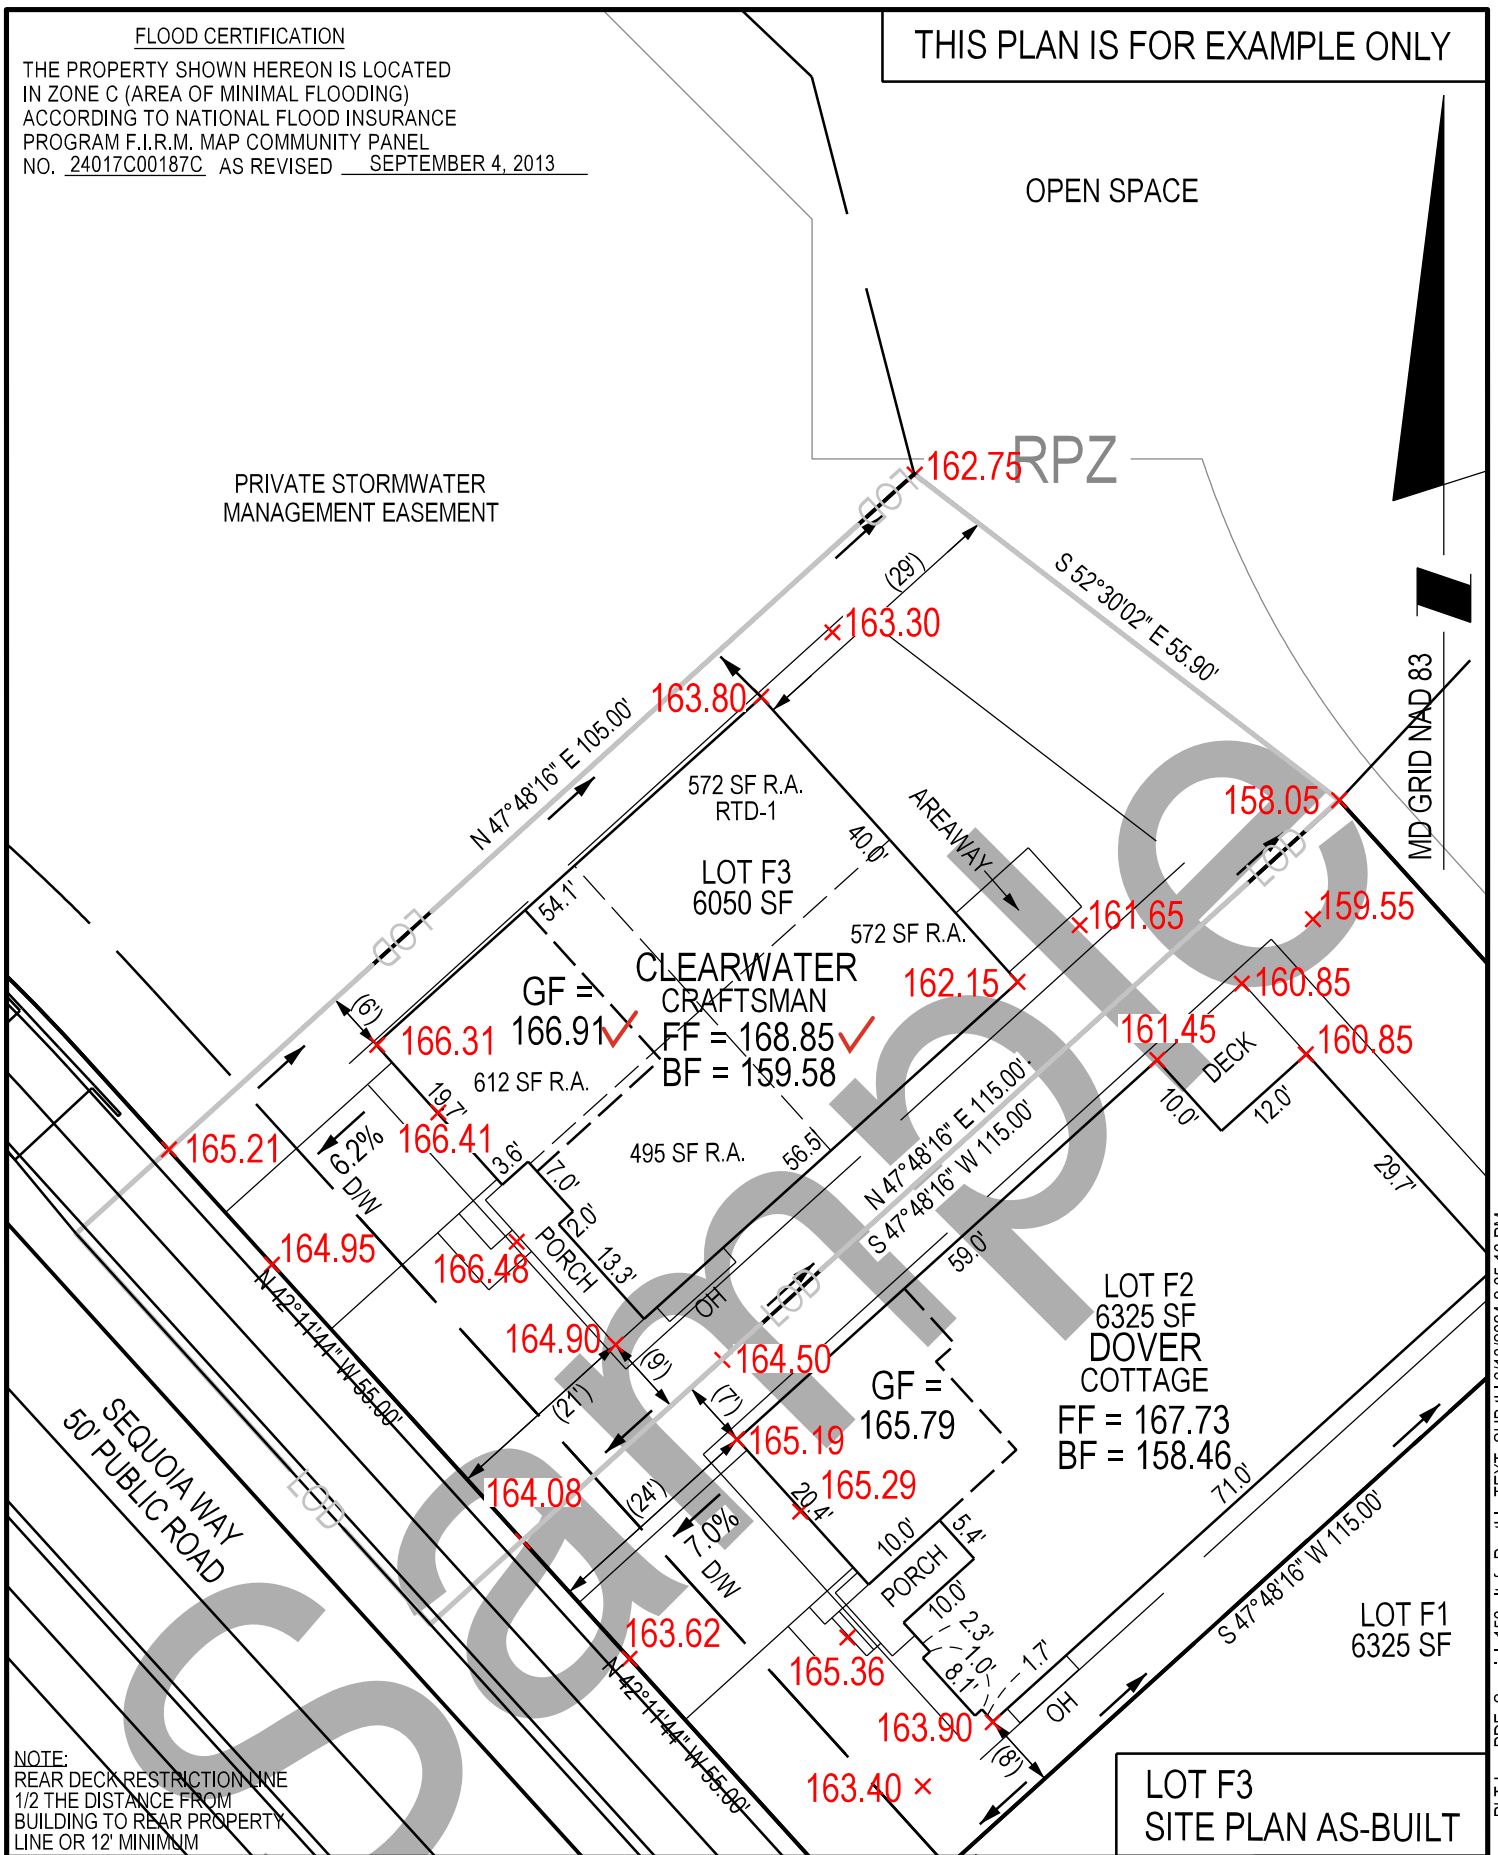 FLOOD CERTIFICATION
THE PROPERTY SHOWN HEREON IS LOCATED
IN ZONE C (AREA OF MINIMAL FLOODING)
ACCORDING TO NATIONAL FLOOD INSURANCE
PROGRAM F.I.R.M. MAP COMMUNITY PANEL
NO. 24017C00187C AS REVISED SEPTEMBER 4, 2013
THIS PLAN IS FOR EXAMPLE ONLY
OPEN SPACE
RPZ
162.75
PRIVATE STORMWATER
MANAGEMENT EASEMENT
LOD
(29')
S 52°30'02" E 55.90'
163.30
163.80
MD GRID NAD 83
N 47°48'16" E 105.00'
572 SF R.A.
RTD-1
158.05
AREAWAY
40.0'
LOT F3
6050 SF
LOD
54.1'
161.65
159.55
572 SF R.A.
LOD
CLEARWATER
CRAFTSMAN
GF =
166.91
FF = 168.85
BF = 159.58
162.15
160.85
(6')
166.31
161.45
160.85
DECK
612 SF R.A.
19.7'
166.41
10.0'
12.0'
165.21
6.2%
D/W
3.6'
7.0'
495 SF R.A.
56.5'
N 47°48'16" E 115.00'
S 47°48'16" W 115.00'
29.7'
2.0'
PORCH
13.3'
164.95
166.48
59.0'
OH
LOD
LOT F2
6325 SF
DOVER
COTTAGE
FF = 167.73
BF = 158.46
N 42°11'44" W 55.00'
164.90
(9')
164.50
(7')
GF =
165.79
(21')
SEQUOIA WAY
50' PUBLIC ROAD
165.19
165.29
164.08
(24')
20.4'
71.0'
LOD
7.0%
D/W
10.0'
5.4'
PORCH
10.0'
S 47°48'16" W 115.00'
163.62
2.3'
1.0'
1.7'
8.1'
165.36
LOT F1
6325 SF
N 42°11'44" W 55.00'
OH
163.90
(8')
163.40
NOTE:
REAR DECK RESTRICTION LINE
1/2 THE DISTANCE FROM
BUILDING TO REAR PROPERTY
LINE OR 12' MINIMUM
LOT F3
SITE PLAN AS-BUILT
Sample